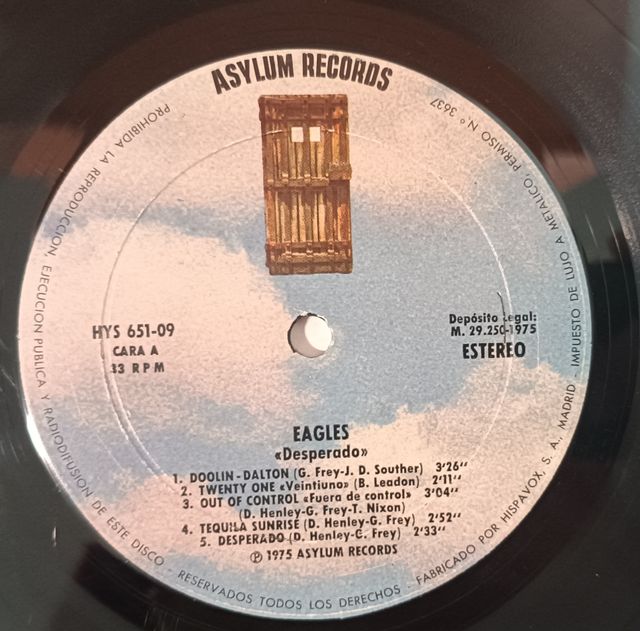 ASYLUM RECORDS
HYS 651-09
CARA A
33 RPM
Depósito Legal:
M. 29.250-1975
ESTEREO
EAGLES
«Desperado»
1. DOOLIN-DALTON (G. Frey-J. D. Souther) 3'26''
2. TWENTY ONE «Veintiuno» (B. Leadon) 2'11''
3. OUT OF CONTROL «Fuera de control» 3'04''
(D. Henley-G. Frey-T. Nixon)
4. TEQUILA SUNRISE (D. Henley-G. Frey) 2'52''
5. DESPERADO (D. Henley-C. Frey) 2'33''
℗ 1975 ASYLUM RECORDS
PROHIBIDA LA REPRODUCCION, EJECUCION PUBLICA Y RADIODIFUSION DE ESTE DISCO - RESERVADOS TODOS LOS DERECHOS - FABRICADO POR HISPAVOX, S. A., MADRID - IMPUESTO DE LUJO A METALICO, PERMISO N.º 3637